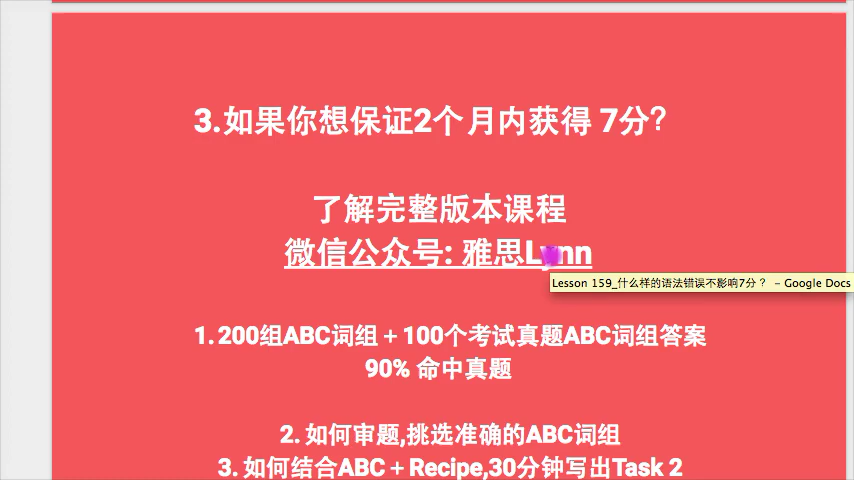 3.如果你想保证2个月内获得 7分?
了解完整版本课程
微信公众号: 雅思Lynn
Lesson 159_什么样的语法错误不影响7分? - Google Docs
1. 200组ABC词组 + 100个考试真题ABC词组答案
90% 命中真题
2. 如何审题,挑选准确的ABC词组
3. 如何结合ABC + Recipe,30分钟写出Task 2